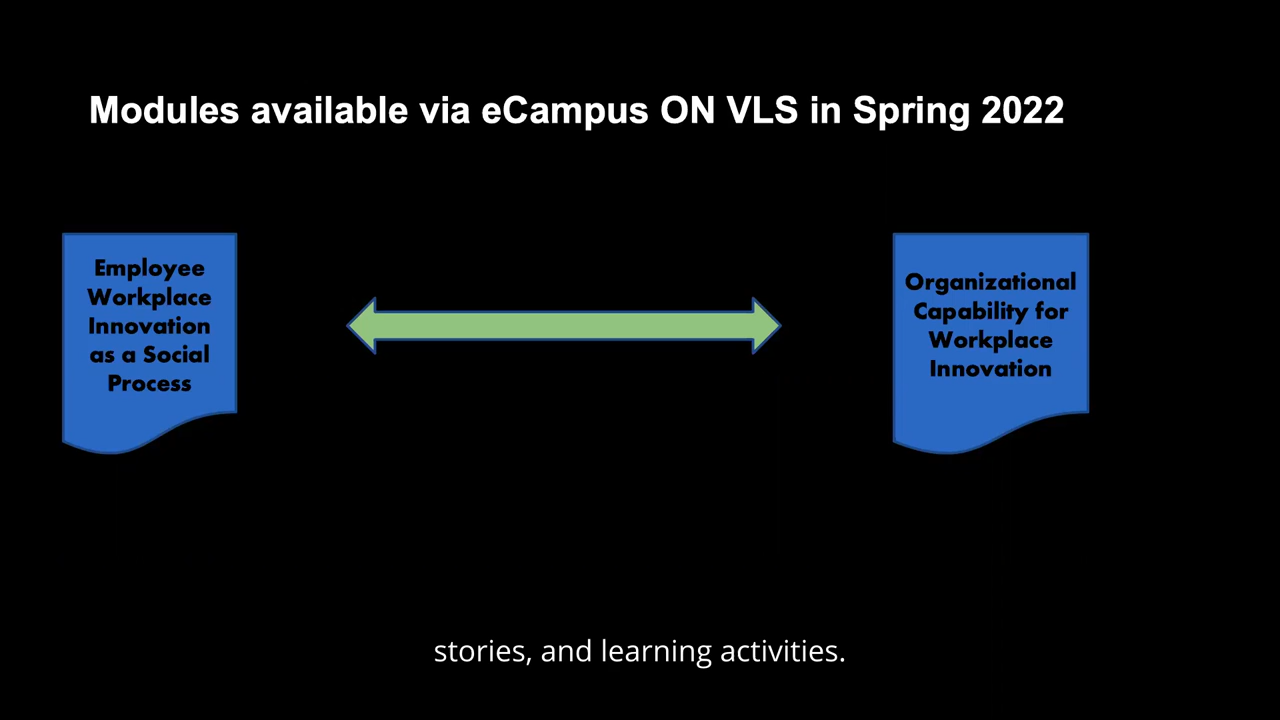 Modules available via eCampus ON VLS in Spring 2022
Employee
Workplace
Innovation
as a Social
Process
Organizational
Capability for
Workplace
Innovation
stories, and learning activities.